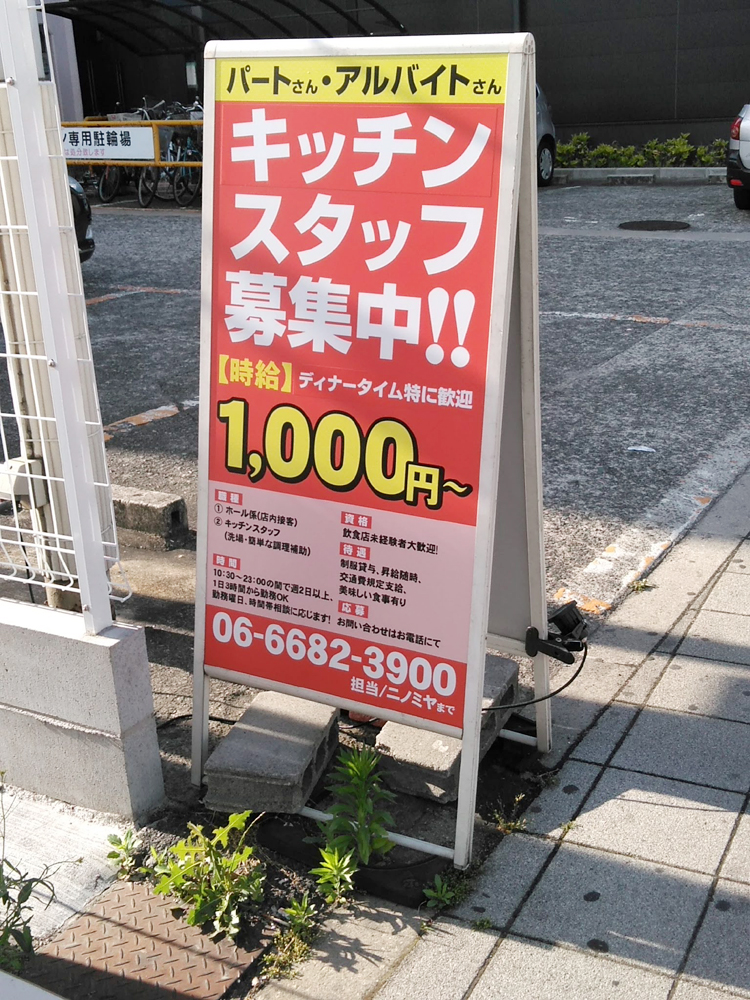 パートさん・アルバイトさん
キッチン
スタッフ
募集中!!
【時給】ディナータイム特に歓迎
1,000円~
職種
① ホール係(店内接客)
② キッチンスタッフ
(洗場・簡単な調理補助)
時間
10:30~23:00の間で週2日以上、
1日3時間から勤務OK
勤務曜日、時間帯相談に応じます!
資格
飲食店未経験者大歓迎!
待遇
制服貸与、昇給随時、
交通費規定支給、
美味しい食事有り
応募
お問い合わせはお電話にて
06-6682-3900
担当/ニノミヤまで
専用駐輪場